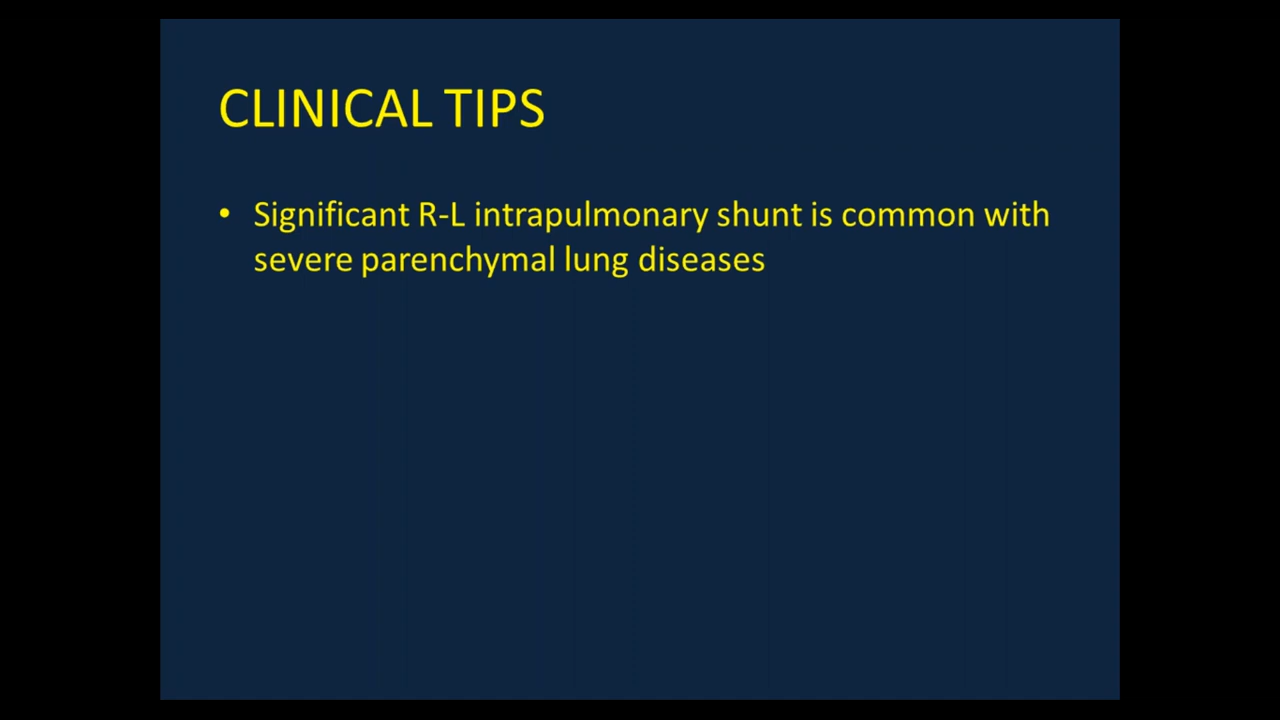 CLINICAL TIPS
• Significant R-L intrapulmonary shunt is common with
severe parenchymal lung diseases